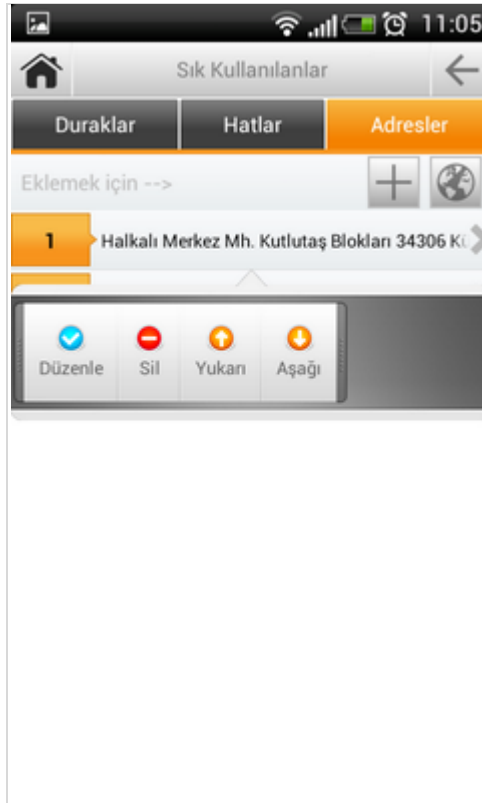 11:05
Sık Kullanılanlar
Duraklar Hatlar Adresler
Eklemek için -->
1 Halkalı Merkez Mh. Kutlutaş Blokları 34306
Düzenle Sil Yukarı Aşağı